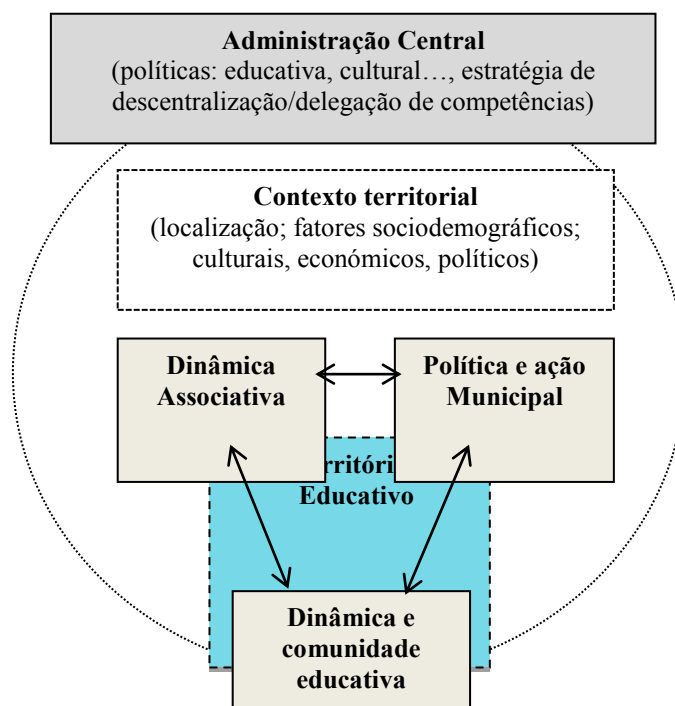 Administração Central
(políticas: educativa, cultural…, estratégia de
descentralização/delegação de competências)
Contexto territorial
(localização; fatores sociodemográficos;
culturais, económicos, políticos)
Dinâmica
Associativa
Política e ação
Municipal
rritóri
Educativo
Dinâmica e
comunidade
educativa